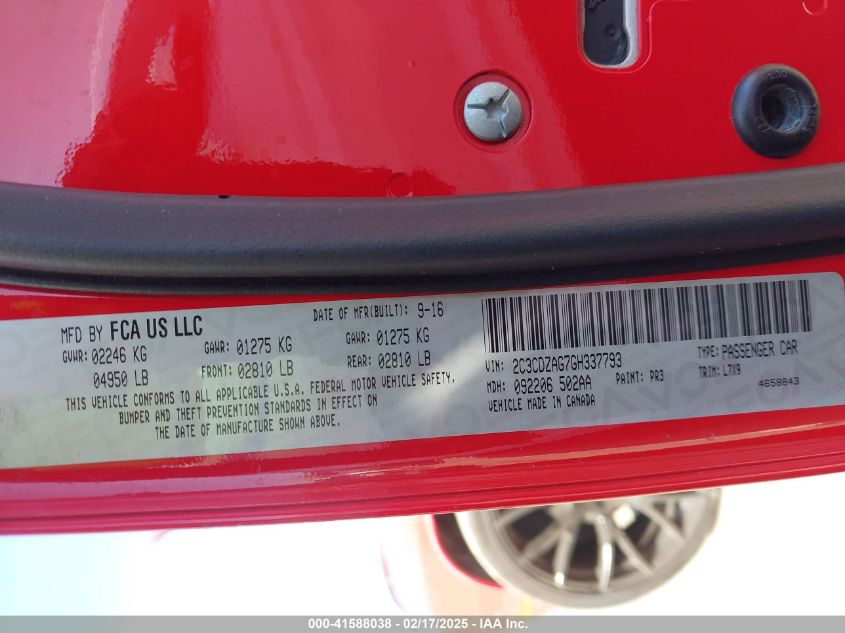 MFD BY FCA US LLC
DATE OF MFR(BUILT): 9-16
GVWR: 02246 KG
GAWR: 01275 KG
GAWR: 01275 KG
04950 LB
FRONT: 02810 LB
REAR: 02810 LB
THIS VEHICLE CONFORMS TO ALL APPLICABLE U.S.A. FEDERAL MOTOR VEHICLE SAFETY,
BUMPER AND THEFT PREVENTION STANDARDS IN EFFECT ON
THE DATE OF MANUFACTURE SHOWN ABOVE.
VIN: 2C3CDZAG7GH337793
TYPE: PASSENGER CAR
MDH: 092206 502AA
PAINT: PR3
TRIM: L7X9
VEHICLE MADE IN CANADA
4658843
000-41588038 - 02/17/2025 - IAA Inc.